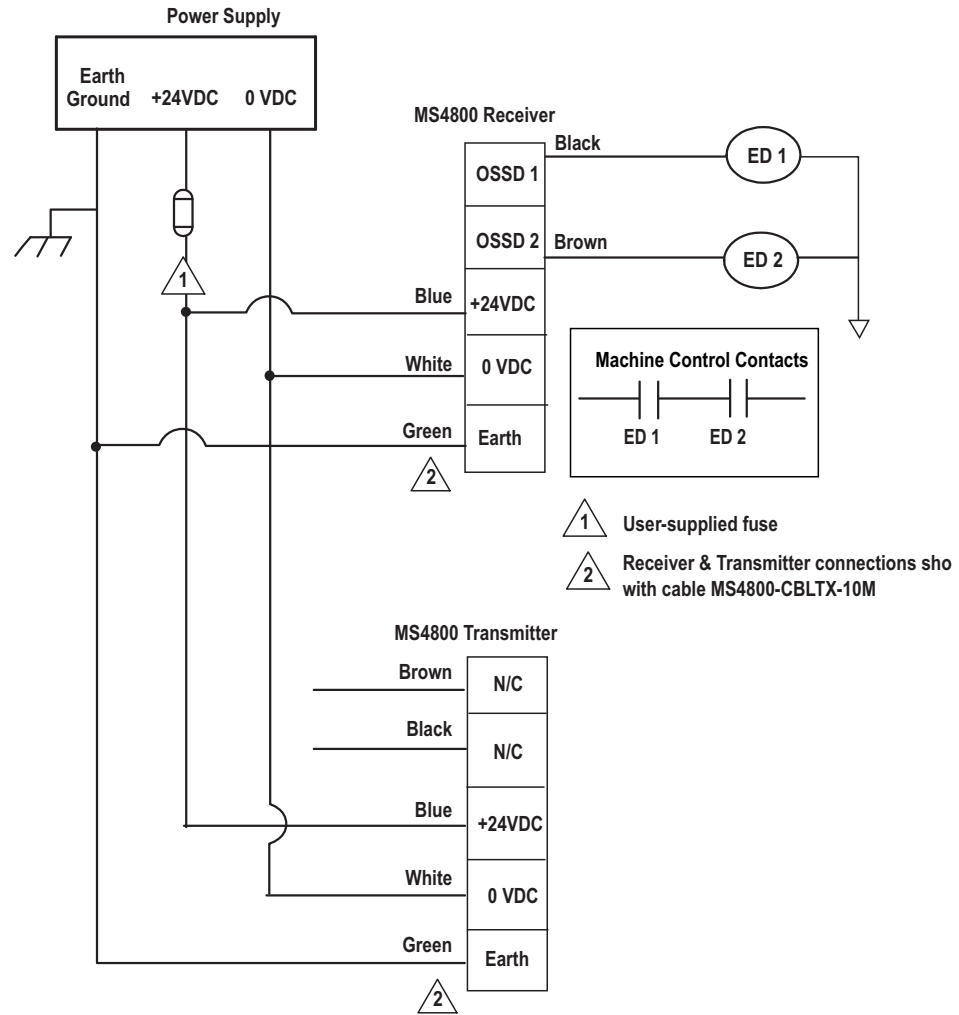 Power Supply
Earth
Ground
+24VDC
0 VDC
MS4800 Receiver
OSSD 1
Black
ED 1
OSSD 2
Brown
ED 2
1
Blue
+24VDC
White
0 VDC
Green
Earth
2
Machine Control Contacts
ED 1
ED 2
1
User-supplied fuse
2
Receiver & Transmitter connections sho
with cable MS4800-CBLTX-10M
MS4800 Transmitter
Brown
N/C
Black
N/C
Blue
+24VDC
White
0 VDC
Green
Earth
2